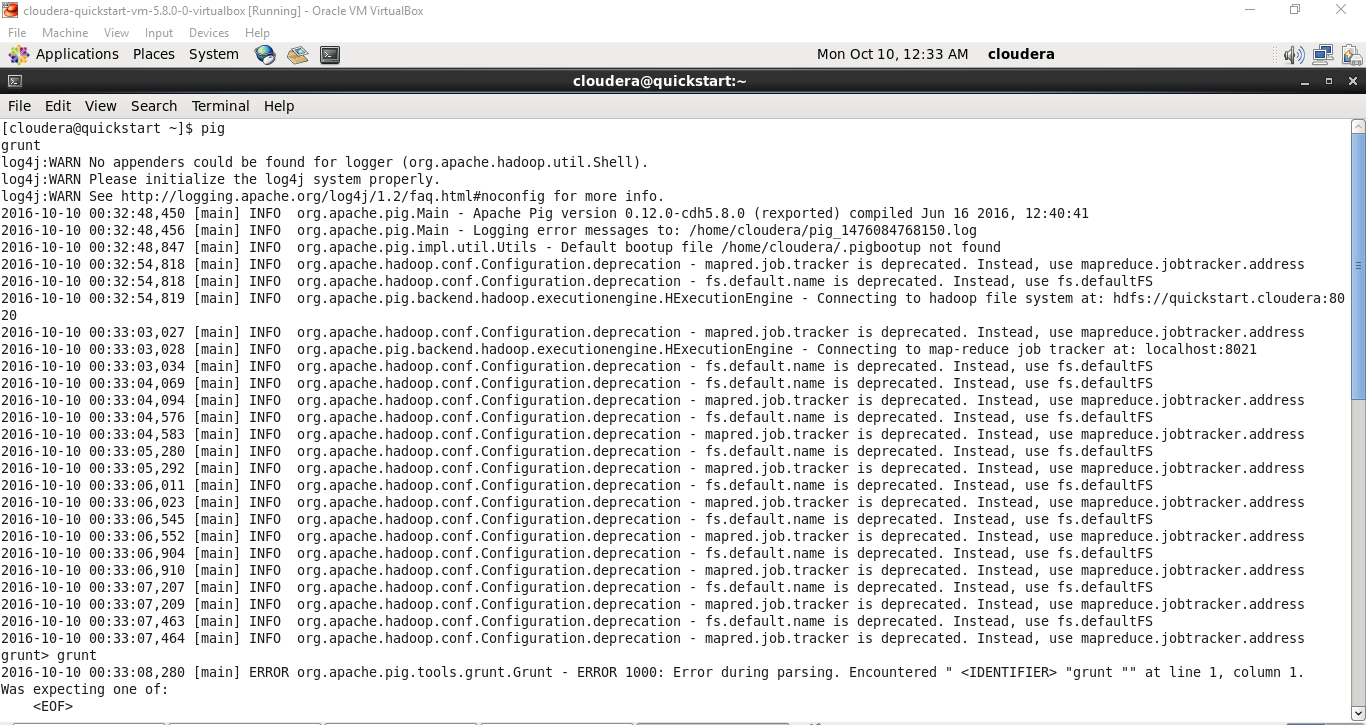 cloudera-quickstart-vm-5.8.0-0-virtualbox [Running] - Oracle VM VirtualBox
File Machine View Input Devices Help
Applications Places System Mon Oct 10, 12:33 AM cloudera
cloudera@quickstart:~
File Edit View Search Terminal Help
[cloudera@quickstart ~]$ pig
grunt
log4j:WARN No appenders could be found for logger (org.apache.hadoop.util.Shell).
log4j:WARN Please initialize the log4j system properly.
log4j:WARN See http://logging.apache.org/log4j/1.2/faq.html#noconfig for more info.
2016-10-10 00:32:48,450 [main] INFO  org.apache.pig.Main - Apache Pig version 0.12.0-cdh5.8.0 (rexported) compiled Jun 16 2016, 12:40:41
2016-10-10 00:32:48,456 [main] INFO  org.apache.pig.Main - Logging error messages to: /home/cloudera/pig_1476084768150.log
2016-10-10 00:32:48,847 [main] INFO  org.apache.pig.impl.util.Utils - Default bootup file /home/cloudera/.pigbootup not found
2016-10-10 00:32:54,818 [main] INFO  org.apache.hadoop.conf.Configuration.deprecation - mapred.job.tracker is deprecated. Instead, use mapreduce.jobtracker.address
2016-10-10 00:32:54,818 [main] INFO  org.apache.hadoop.conf.Configuration.deprecation - fs.default.name is deprecated. Instead, use fs.defaultFS
2016-10-10 00:32:54,819 [main] INFO  org.apache.pig.backend.hadoop.executionengine.HExecutionEngine - Connecting to hadoop file system at: hdfs://quickstart.cloudera:80
20
2016-10-10 00:33:03,027 [main] INFO  org.apache.hadoop.conf.Configuration.deprecation - mapred.job.tracker is deprecated. Instead, use mapreduce.jobtracker.address
2016-10-10 00:33:03,028 [main] INFO  org.apache.pig.backend.hadoop.executionengine.HExecutionEngine - Connecting to map-reduce job tracker at: localhost:8021
2016-10-10 00:33:03,034 [main] INFO  org.apache.hadoop.conf.Configuration.deprecation - fs.default.name is deprecated. Instead, use fs.defaultFS
2016-10-10 00:33:04,069 [main] INFO  org.apache.hadoop.conf.Configuration.deprecation - fs.default.name is deprecated. Instead, use fs.defaultFS
2016-10-10 00:33:04,094 [main] INFO  org.apache.hadoop.conf.Configuration.deprecation - mapred.job.tracker is deprecated. Instead, use mapreduce.jobtracker.address
2016-10-10 00:33:04,576 [main] INFO  org.apache.hadoop.conf.Configuration.deprecation - fs.default.name is deprecated. Instead, use fs.defaultFS
2016-10-10 00:33:04,583 [main] INFO  org.apache.hadoop.conf.Configuration.deprecation - mapred.job.tracker is deprecated. Instead, use mapreduce.jobtracker.address
2016-10-10 00:33:05,280 [main] INFO  org.apache.hadoop.conf.Configuration.deprecation - fs.default.name is deprecated. Instead, use fs.defaultFS
2016-10-10 00:33:05,292 [main] INFO  org.apache.hadoop.conf.Configuration.deprecation - mapred.job.tracker is deprecated. Instead, use mapreduce.jobtracker.address
2016-10-10 00:33:06,011 [main] INFO  org.apache.hadoop.conf.Configuration.deprecation - fs.default.name is deprecated. Instead, use fs.defaultFS
2016-10-10 00:33:06,023 [main] INFO  org.apache.hadoop.conf.Configuration.deprecation - mapred.job.tracker is deprecated. Instead, use mapreduce.jobtracker.address
2016-10-10 00:33:06,545 [main] INFO  org.apache.hadoop.conf.Configuration.deprecation - fs.default.name is deprecated. Instead, use fs.defaultFS
2016-10-10 00:33:06,552 [main] INFO  org.apache.hadoop.conf.Configuration.deprecation - mapred.job.tracker is deprecated. Instead, use mapreduce.jobtracker.address
2016-10-10 00:33:06,904 [main] INFO  org.apache.hadoop.conf.Configuration.deprecation - fs.default.name is deprecated. Instead, use fs.defaultFS
2016-10-10 00:33:06,910 [main] INFO  org.apache.hadoop.conf.Configuration.deprecation - mapred.job.tracker is deprecated. Instead, use mapreduce.jobtracker.address
2016-10-10 00:33:07,207 [main] INFO  org.apache.hadoop.conf.Configuration.deprecation - fs.default.name is deprecated. Instead, use fs.defaultFS
2016-10-10 00:33:07,209 [main] INFO  org.apache.hadoop.conf.Configuration.deprecation - mapred.job.tracker is deprecated. Instead, use mapreduce.jobtracker.address
2016-10-10 00:33:07,463 [main] INFO  org.apache.hadoop.conf.Configuration.deprecation - fs.default.name is deprecated. Instead, use fs.defaultFS
2016-10-10 00:33:07,464 [main] INFO  org.apache.hadoop.conf.Configuration.deprecation - mapred.job.tracker is deprecated. Instead, use mapreduce.jobtracker.address
grunt> grunt
2016-10-10 00:33:08,280 [main] ERROR org.apache.pig.tools.grunt.Grunt - ERROR 1000: Error during parsing. Encountered " <IDENTIFIER> "grunt "" at line 1, column 1.
Was expecting one of:
    <EOF>